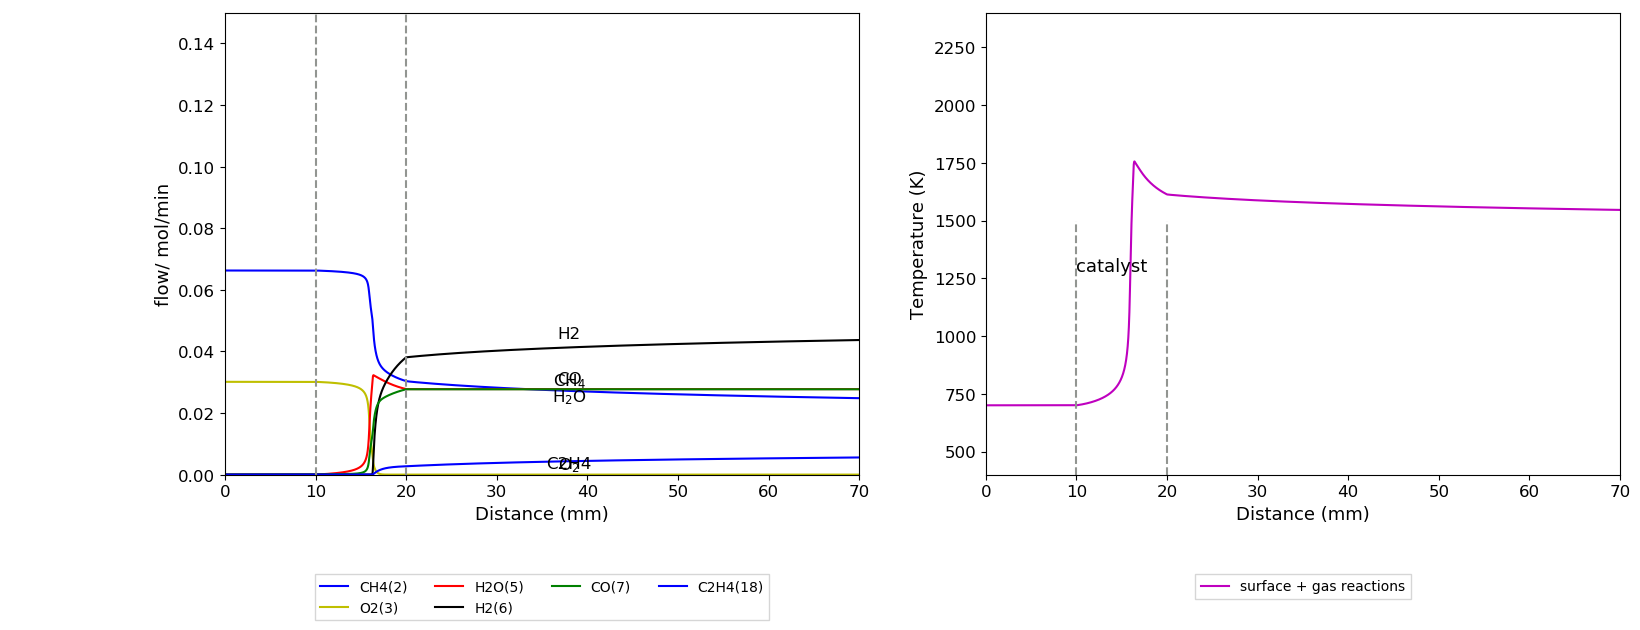 0.14
0.12
0.10
0.08
0.06
0.04
0.02
0.00
flow/ mol/min
H2
CO
CH4
H2O
C2H4
O2
0 10 20 30 40 50 60 70
Distance (mm)
CH4(2) H2O(5) CO(7) C2H4(18)
O2(3) H2(6)
2250
2000
1750
1500
1250
1000
750
500
Temperature (K)
catalyst
0 10 20 30 40 50 60 70
Distance (mm)
surface + gas reactions